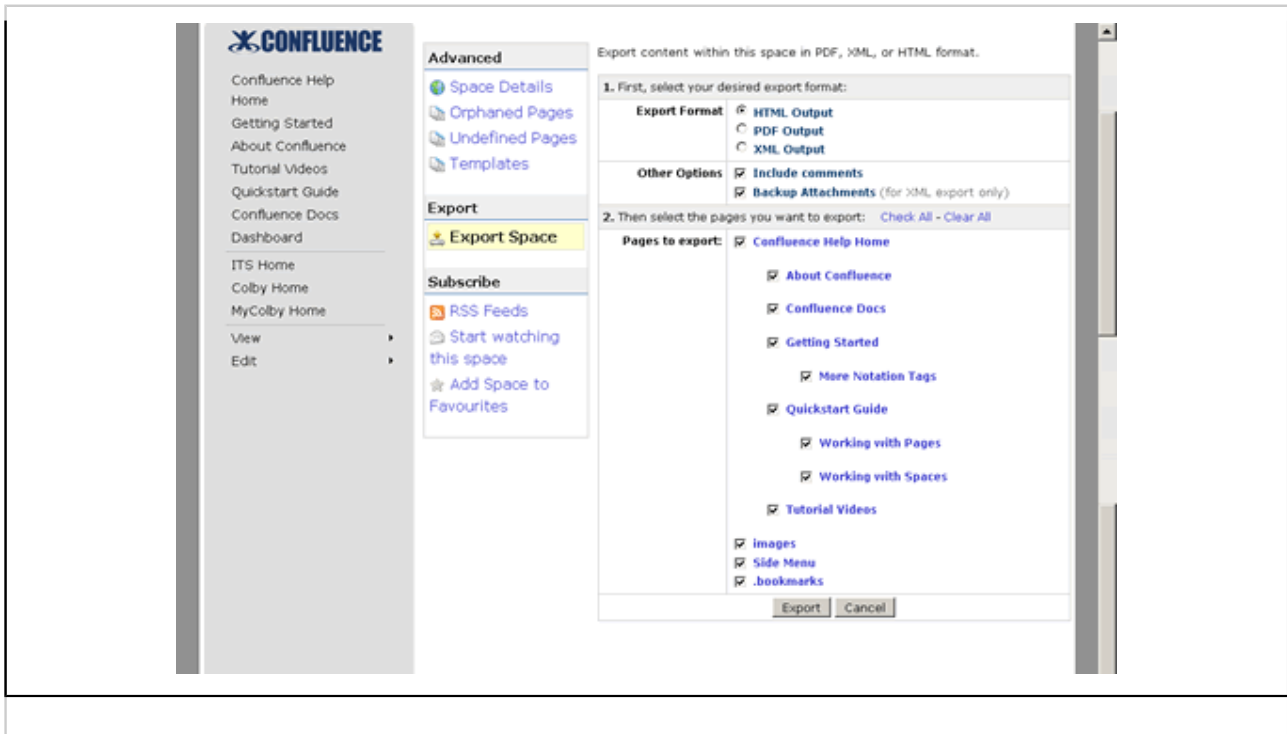 CONFLUENCE
Confluence Help
Home
Getting Started
About Confluence
Tutorial Videos
Quickstart Guide
Confluence Docs
Dashboard
ITS Home
Colby Home
MyColby Home
View
Edit
Advanced
Space Details
Orphaned Pages
Undefined Pages
Templates
Export
Export Space
Subscribe
RSS Feeds
Start watching
this space
Add Space to
Favourites
Export content within this space in PDF, XML, or HTML format.
1. First, select your desired export format:
Export Format
HTML Output
PDF Output
XML Output
Other Options
Include comments
Backup Attachments (for XML export only)
2. Then select the pages you want to export: Check All - Clear All
Pages to export:
Confluence Help Home
About Confluence
Confluence Docs
Getting Started
More Notation Tags
Quickstart Guide
Working with Pages
Working with Spaces
Tutorial Videos
images
Side Menu
.bookmarks
Export Cancel